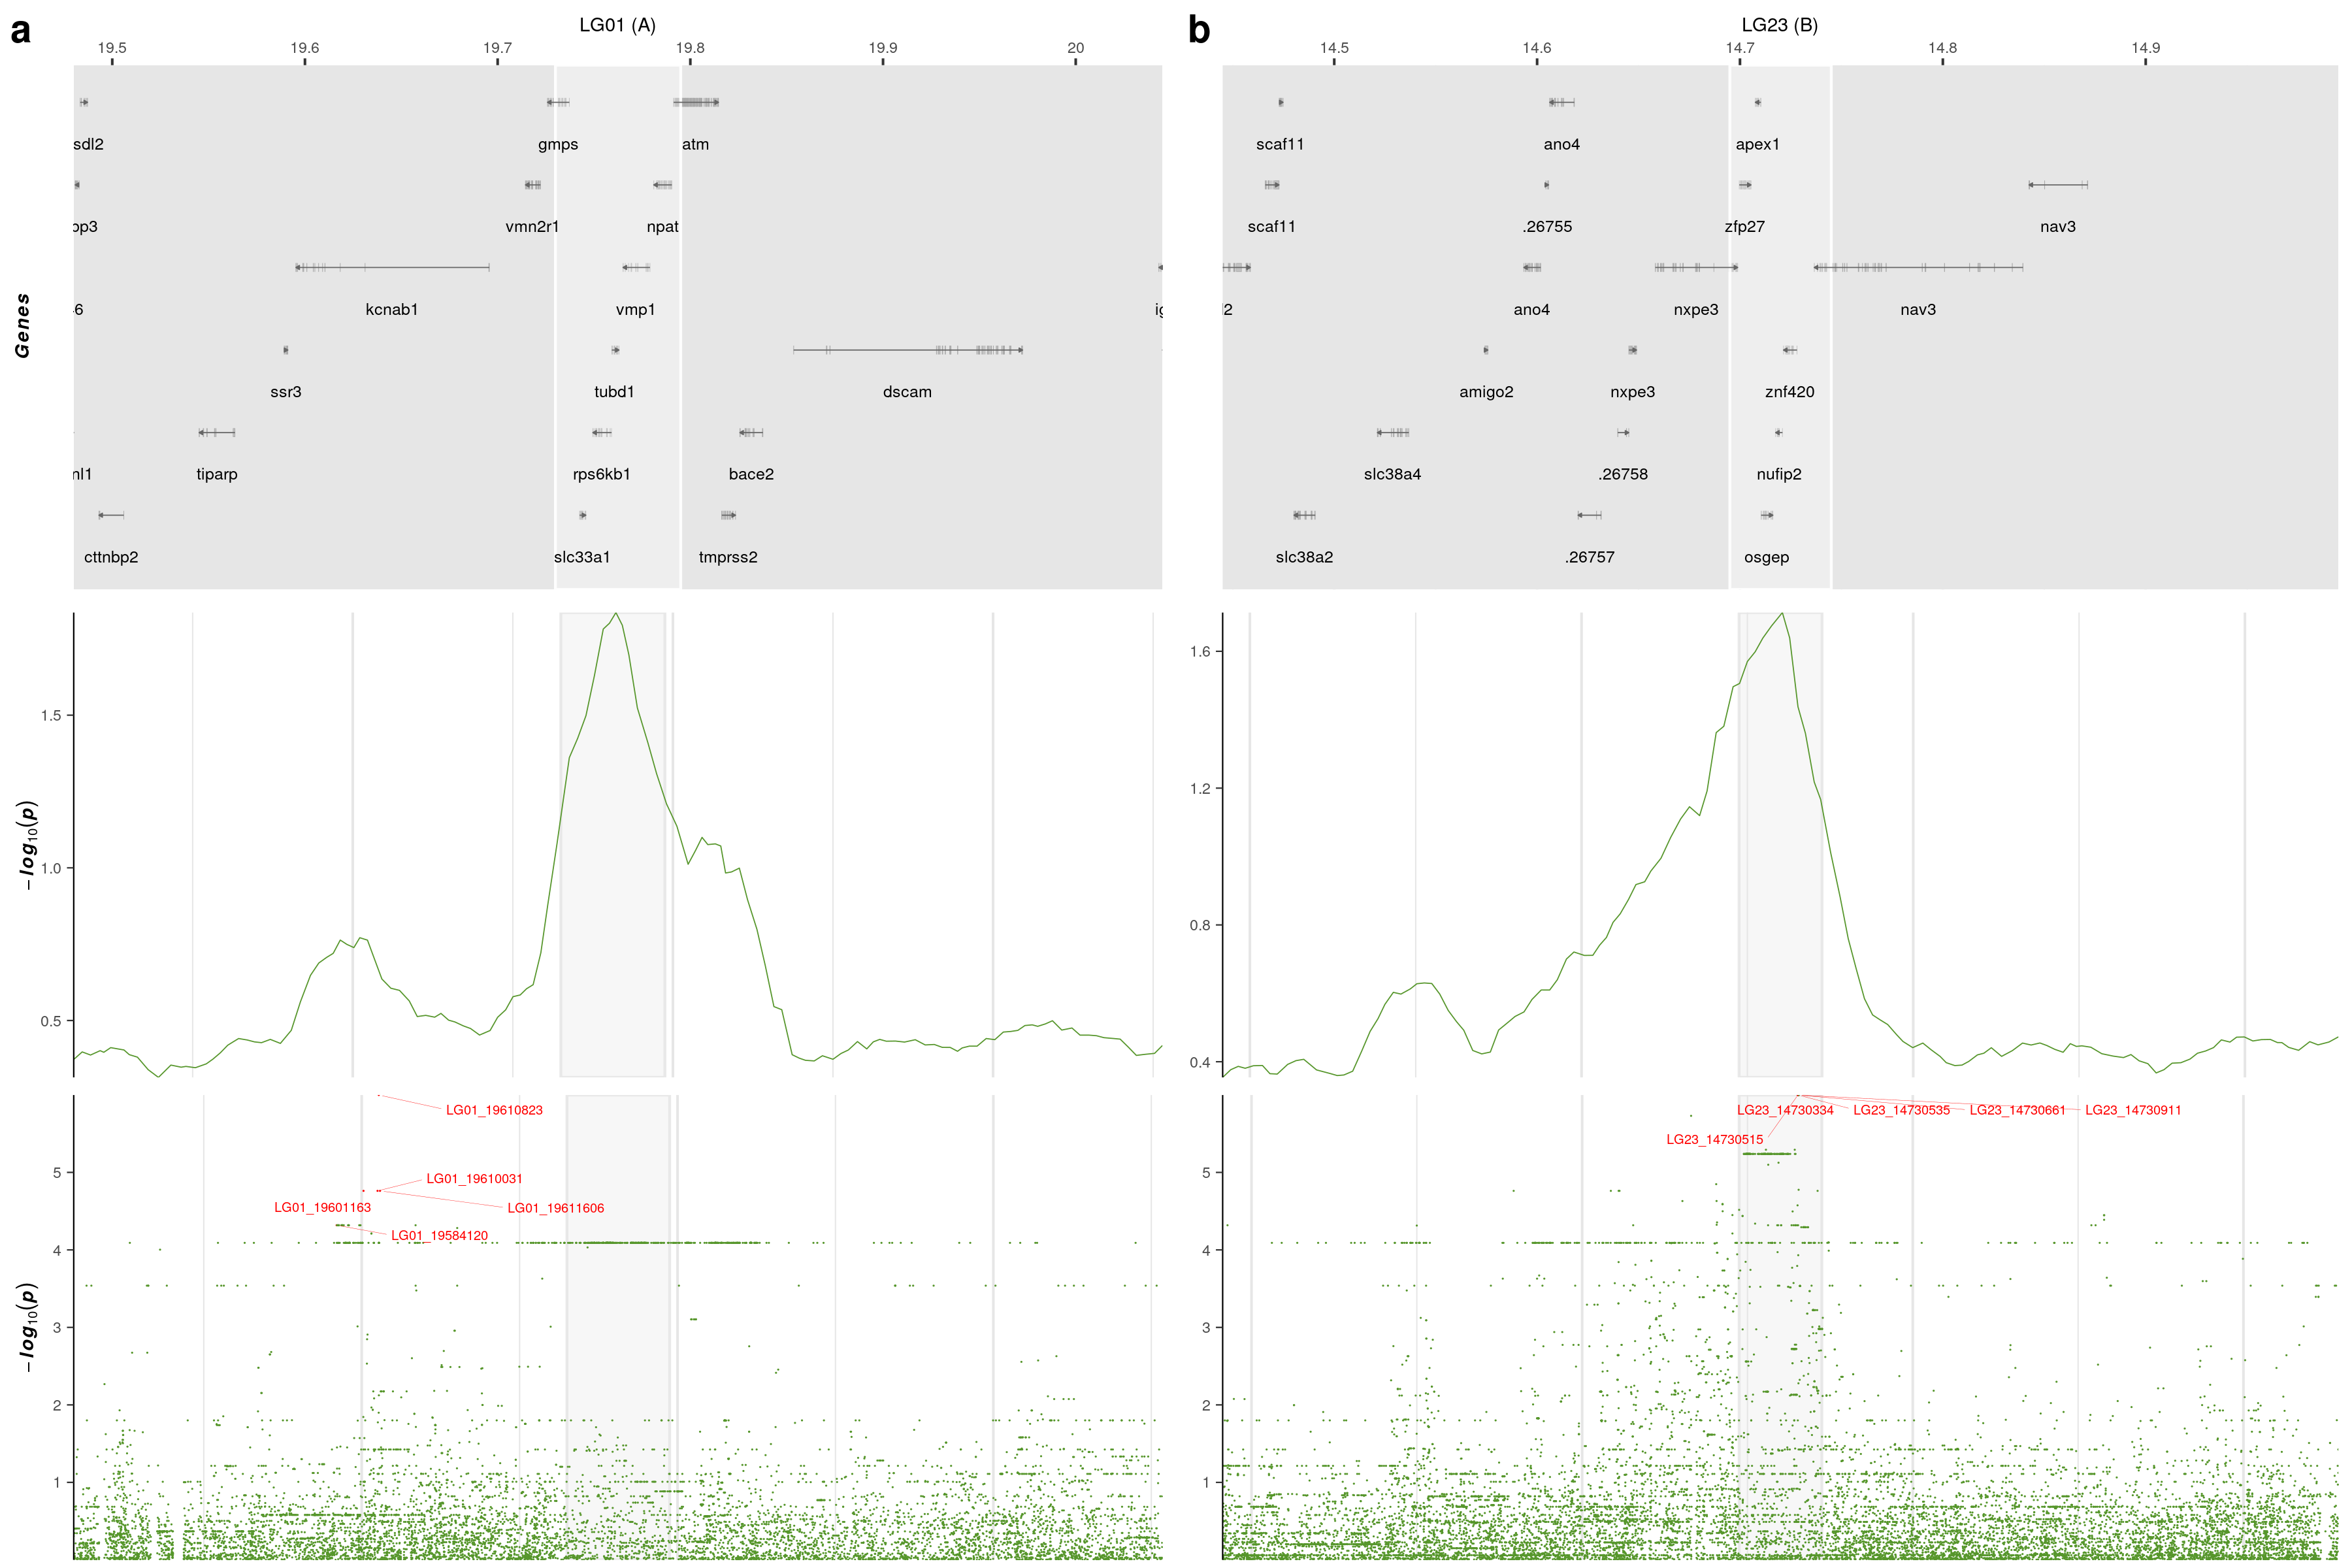 a
LG01 (A)
19.5 19.6 19.7 19.8 19.9 20
Genes
sdl2 gmps atm
op3 vmn2r1 npat
kcnab1 vmp1
ssr3 tubd1 dscam
nl1 tiparp rps6kb1 bace2
cttnbp2 slc33a1 tmprss2
−log10(p)
1.5
1.0
0.5
−log10(p)
5
4
3
2
1
LG01_19610823
LG01_19610031
LG01_19601163 LG01_19611606
LG01_19584120
b
LG23 (B)
14.5 14.6 14.7 14.8 14.9
scaf11 ano4 apex1
scaf11 .26755 zfp27 nav3
2 ano4 nxpe3 nav3
amigo2 nxpe3 znf420
slc38a4 .26758 nufip2
slc38a2 .26757 osgep
1.6
1.2
0.8
0.4
5
4
3
2
1
LG23_14730334 LG23_14730535 LG23_14730661 LG23_14730911
LG23_14730515